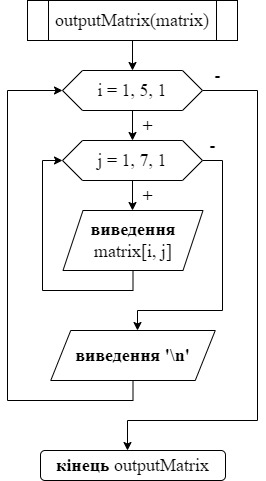 outputMatrix(matrix)
-
i = 1, 5, 1
+
-
j = 1, 7, 1
+
виведення
matrix[i, j]
виведення '\n'
кінець outputMatrix